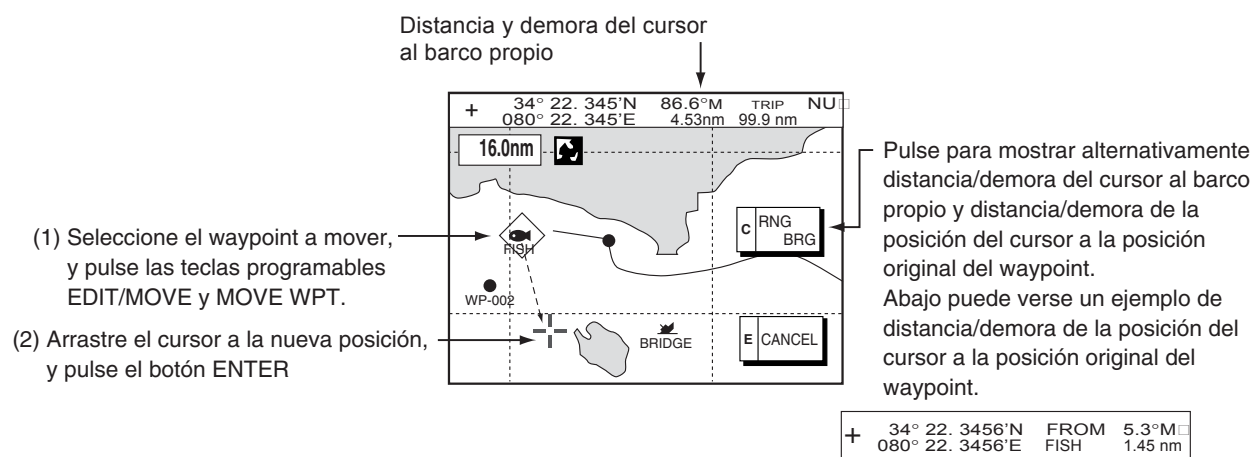 Distancia y demora del cursor
al barco propio
+ 34° 22. 345'N 86.6°M TRIP NU
080° 22. 345'E 4.53nm 99.9 nm
16.0nm
FISH
WP-002
BRIDGE
C RNG
BRG
E CANCEL
(1) Seleccione el waypoint a mover,
y pulse las teclas programables
EDIT/MOVE y MOVE WPT.
(2) Arrastre el cursor a la nueva posición,
y pulse el botón ENTER
Pulse para mostrar alternativamente
distancia/demora del cursor al barco
propio y distancia/demora de la
posición del cursor a la posición
original del waypoint.
Abajo puede verse un ejemplo de
distancia/demora de la posición del
cursor a la posición original del
waypoint.
+ 34° 22. 3456'N FROM 5.3°M
080° 22. 3456'E FISH 1.45 nm